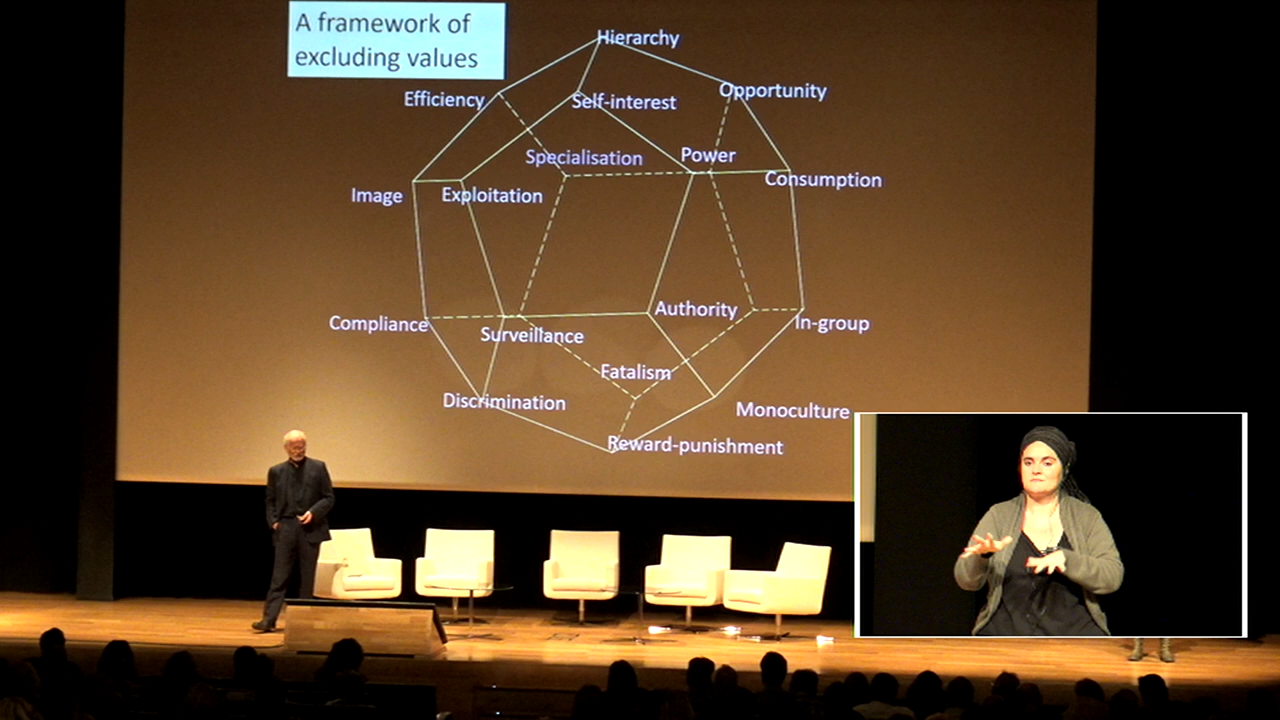 A framework of
excluding values
Hierarchy
Opportunity
Efficiency
Self-interest
Specialisation
Power
Consumption
Image
Exploitation
Authority
Compliance
Surveillance
In-group
Fatalism
Discrimination
Monoculture
Reward-punishment